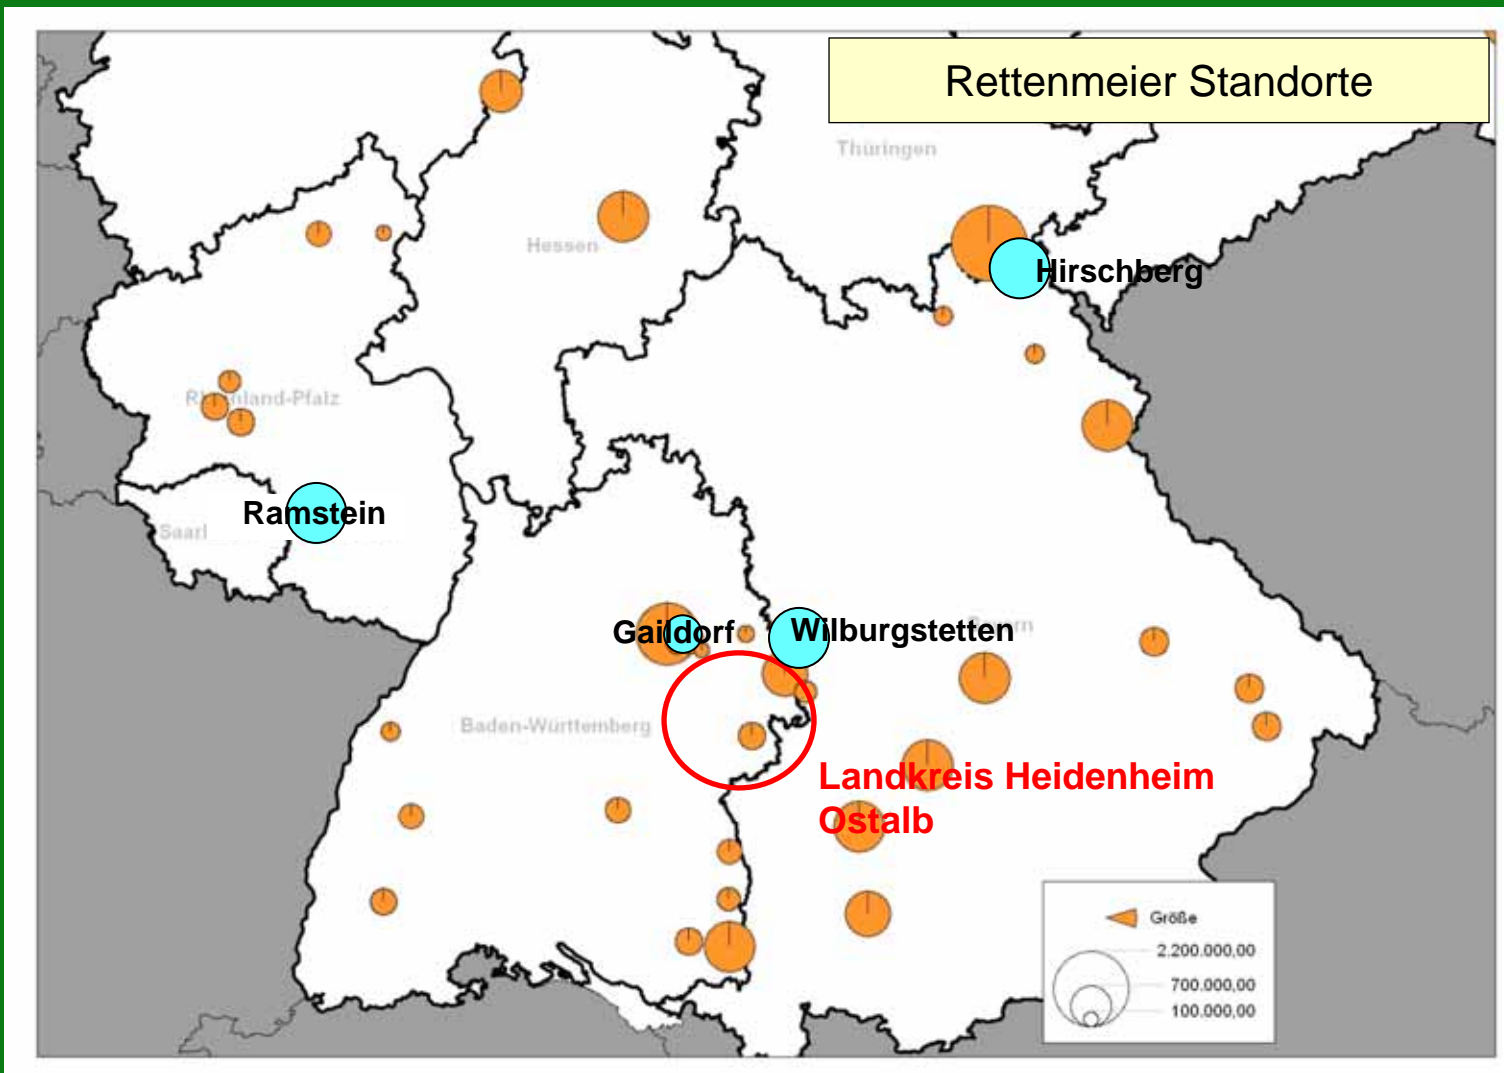 Rettenmeier Standorte
Thüringen
Hessen
Hirschberg
Rheinland-Pfalz
Ramstein
Saarl
Gaildorf
Wilburgstetten
Bayern
Baden-Württemberg
Landkreis Heidenheim
Ostalb
Größe
2.200.000,00
700.000,00
100.000,00